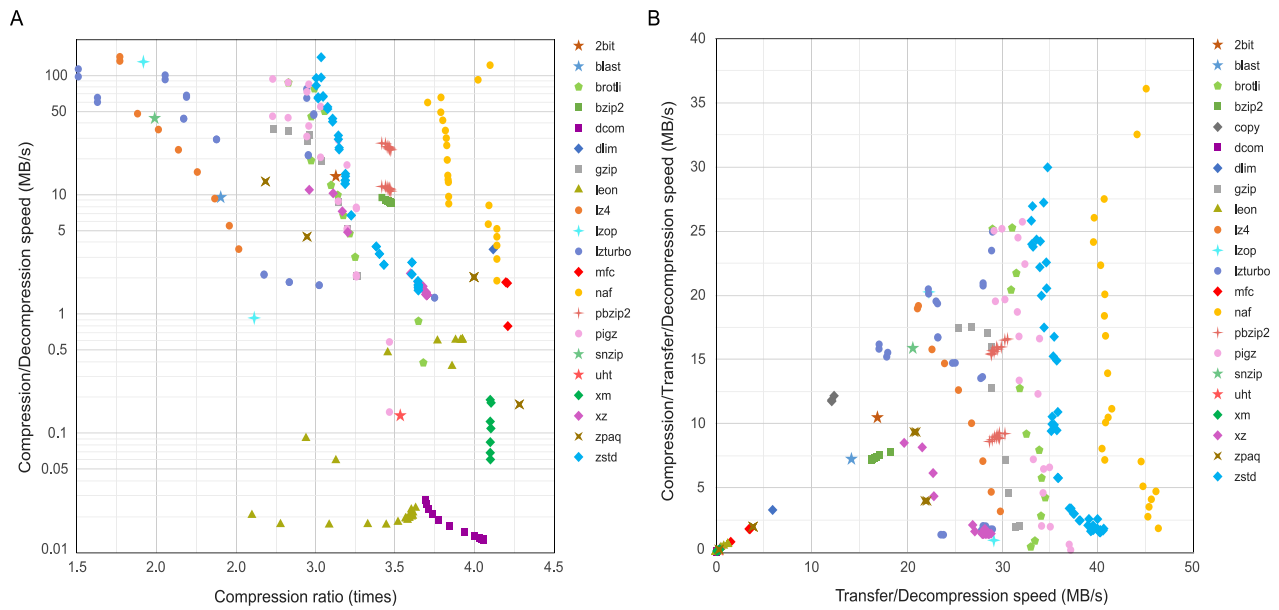 A
Compression/Decompression speed (MB/s)
100
50
10
5
1
0.5
0.1
0.05
0.01
1.5
2.0
2.0
3.0
3.5
4.0
4.5
Compression ratio (times)
2bit
blast
brotli
bzip2
dcom
dlim
gzip
leon
lz4
lzop
lzturbo
mfc
naf
pbzip2
pigz
snzip
uht
xm
xz
zpaq
zstd
B
Compression/Transfer/Decompression speed (MB/s)
40
35
30
25
20
15
10
5
0
0
10
20
30
40
50
Transfer/Decompression speed (MB/s)
2bit
blast
brotli
bzip2
copy
dcom
dlim
gzip
leon
lz4
lzop
lzturbo
mfc
naf
pbzip2
pigz
snzip
uht
xm
xz
zpaq
zstd